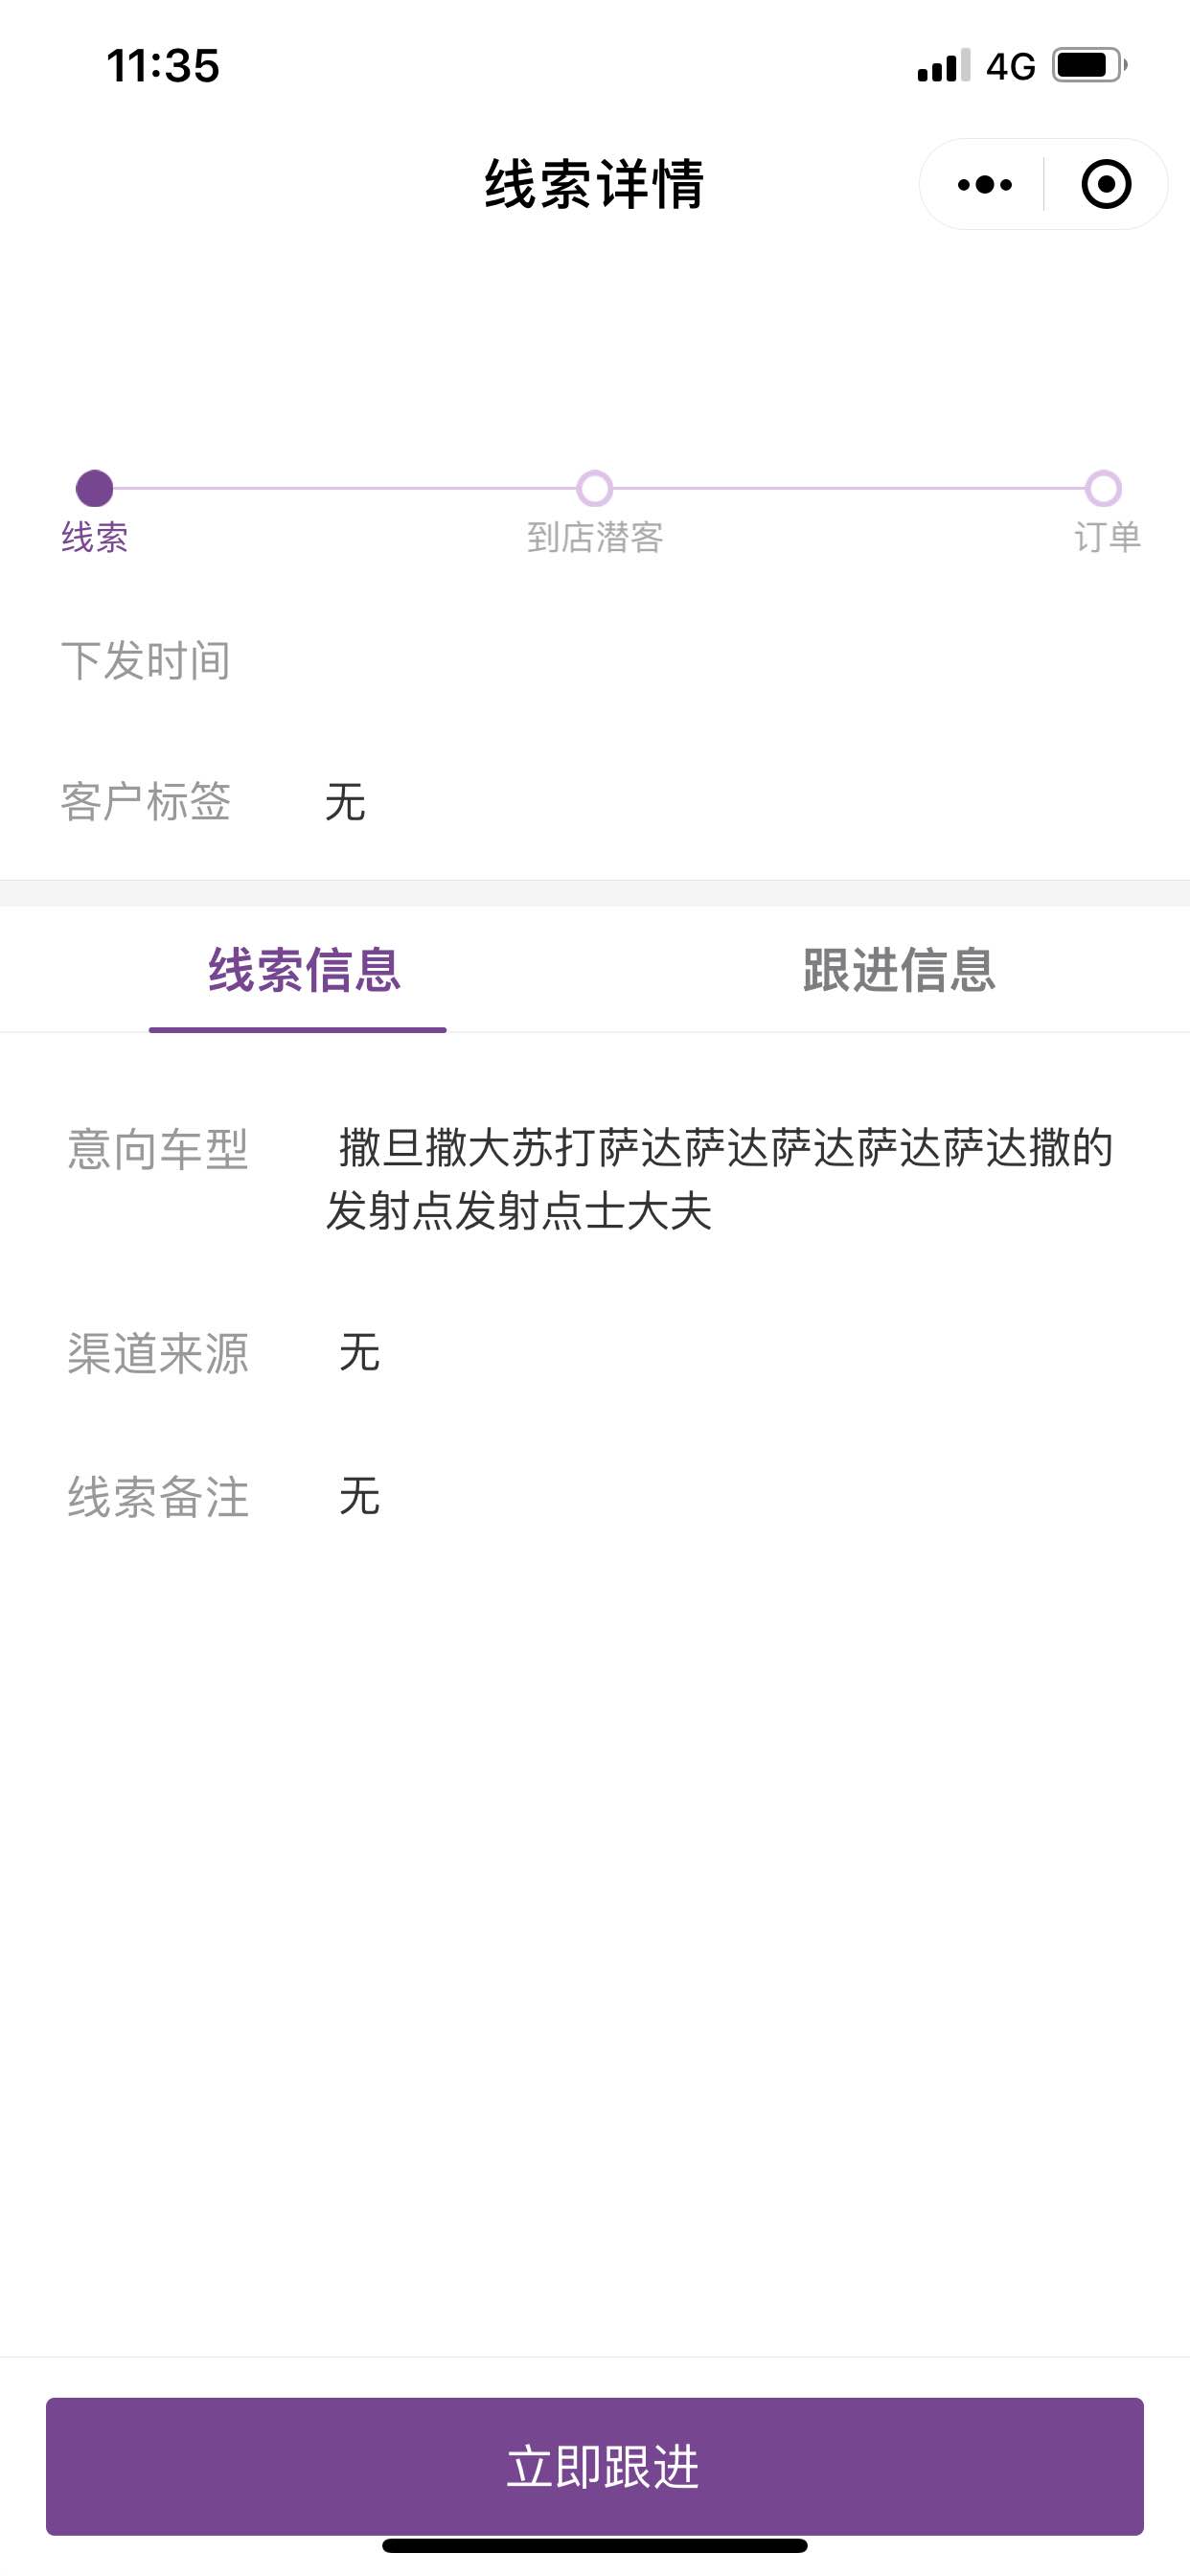 11:35
4G
线索详情
线索
到店潜客
订单
下发时间
客户标签 无
线索信息 跟进信息
意向车型 撒旦撒大苏打萨达萨达萨达萨达萨达撒的
发射点发射点士大夫
渠道来源 无
线索备注 无
立即跟进